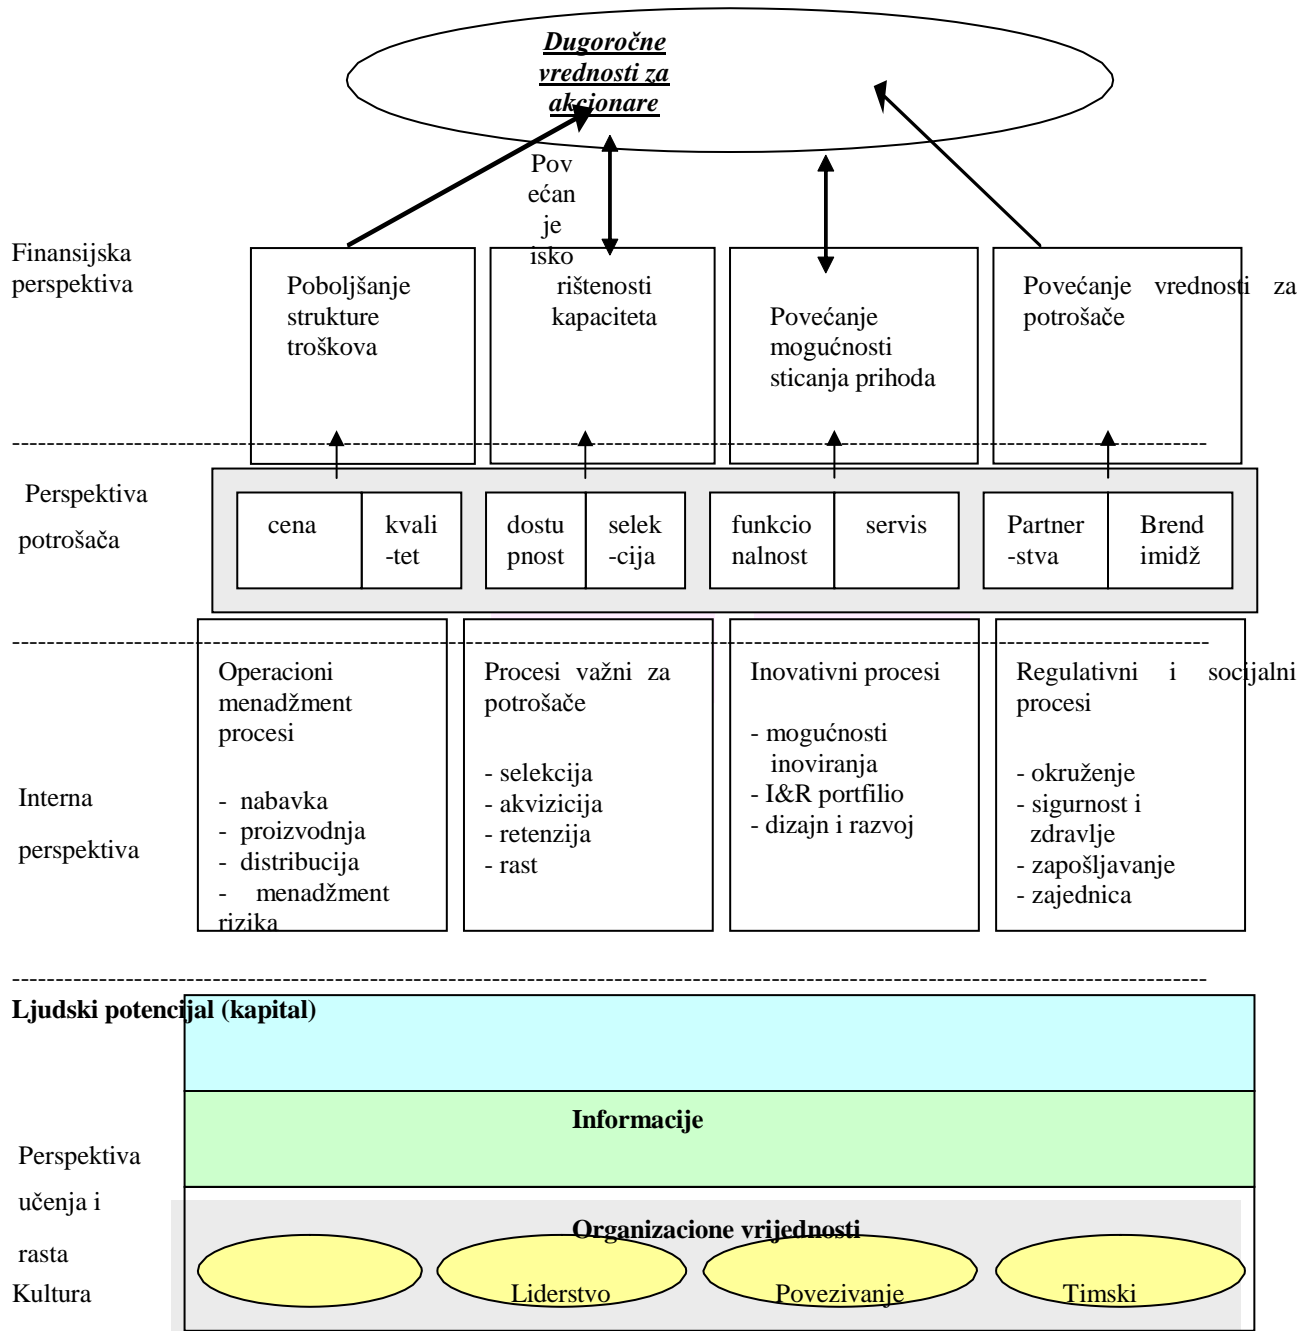 Dugoročne
vrednosti za
akcionare
Pov
ećan
je
isko
Finansijska
perspektiva
Poboljšanje
strukture
troškova
rištenosti
kapaciteta
Povećanje
mogućnosti
sticanja prihoda
Povećanje vrednosti za
potrošače
Perspektiva
potrošača
cena
kvali
-tet
dostu
pnost
selek
-cija
funkcio
nalnost
servis
Partner
-stva
Brend
imidž
Interna
perspektiva
Operacioni
menadžment
procesi
- nabavka
- proizvodnja
- distribucija
- menadžment
rizika
Procesi važni za
potrošače
- selekcija
- akvizicija
- retenzija
- rast
Inovativni procesi
- mogućnosti
inoviranja
- I&R portfilio
- dizajn i razvoj
Regulativni i socijalni
procesi
- okruženje
- sigurnost i
zdravlje
- zapošljavanje
- zajednica
Ljudski potencijal (kapital)
Informacije
Perspektiva
učenja i
rasta
Organizacione vrijednosti
Kultura
Liderstvo
Povezivanje
Timski